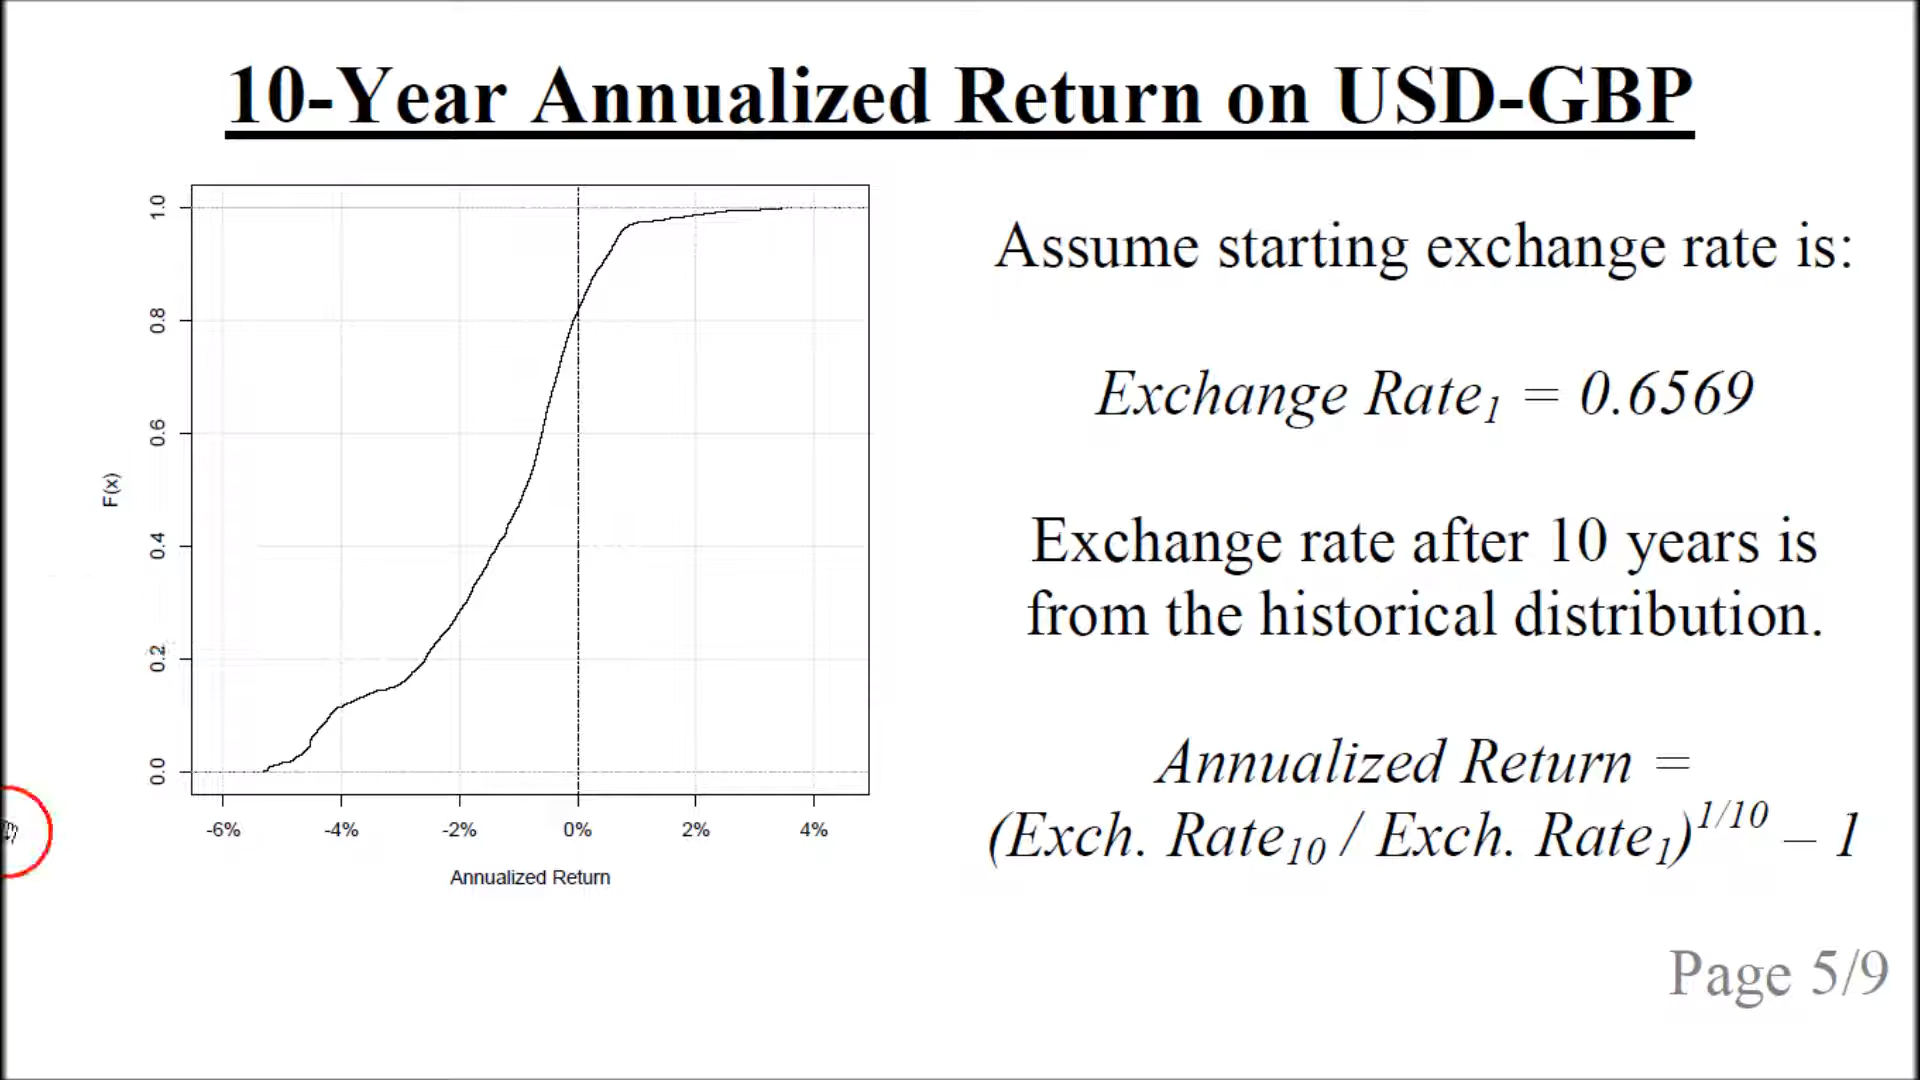 10-Year Annualized Return on USD-GBP
1.0
0.8
0.6
0.4
0.2
0.0
F(x)
-6% -4% -2% 0% 2% 4%
Annualized Return
Assume starting exchange rate is:
Exchange Rate₁ = 0.6569
Exchange rate after 10 years is
from the historical distribution.
Annualized Return =
(Exch. Rate₁₀ / Exch. Rate₁)¹/¹⁰ – 1
Page 5/9